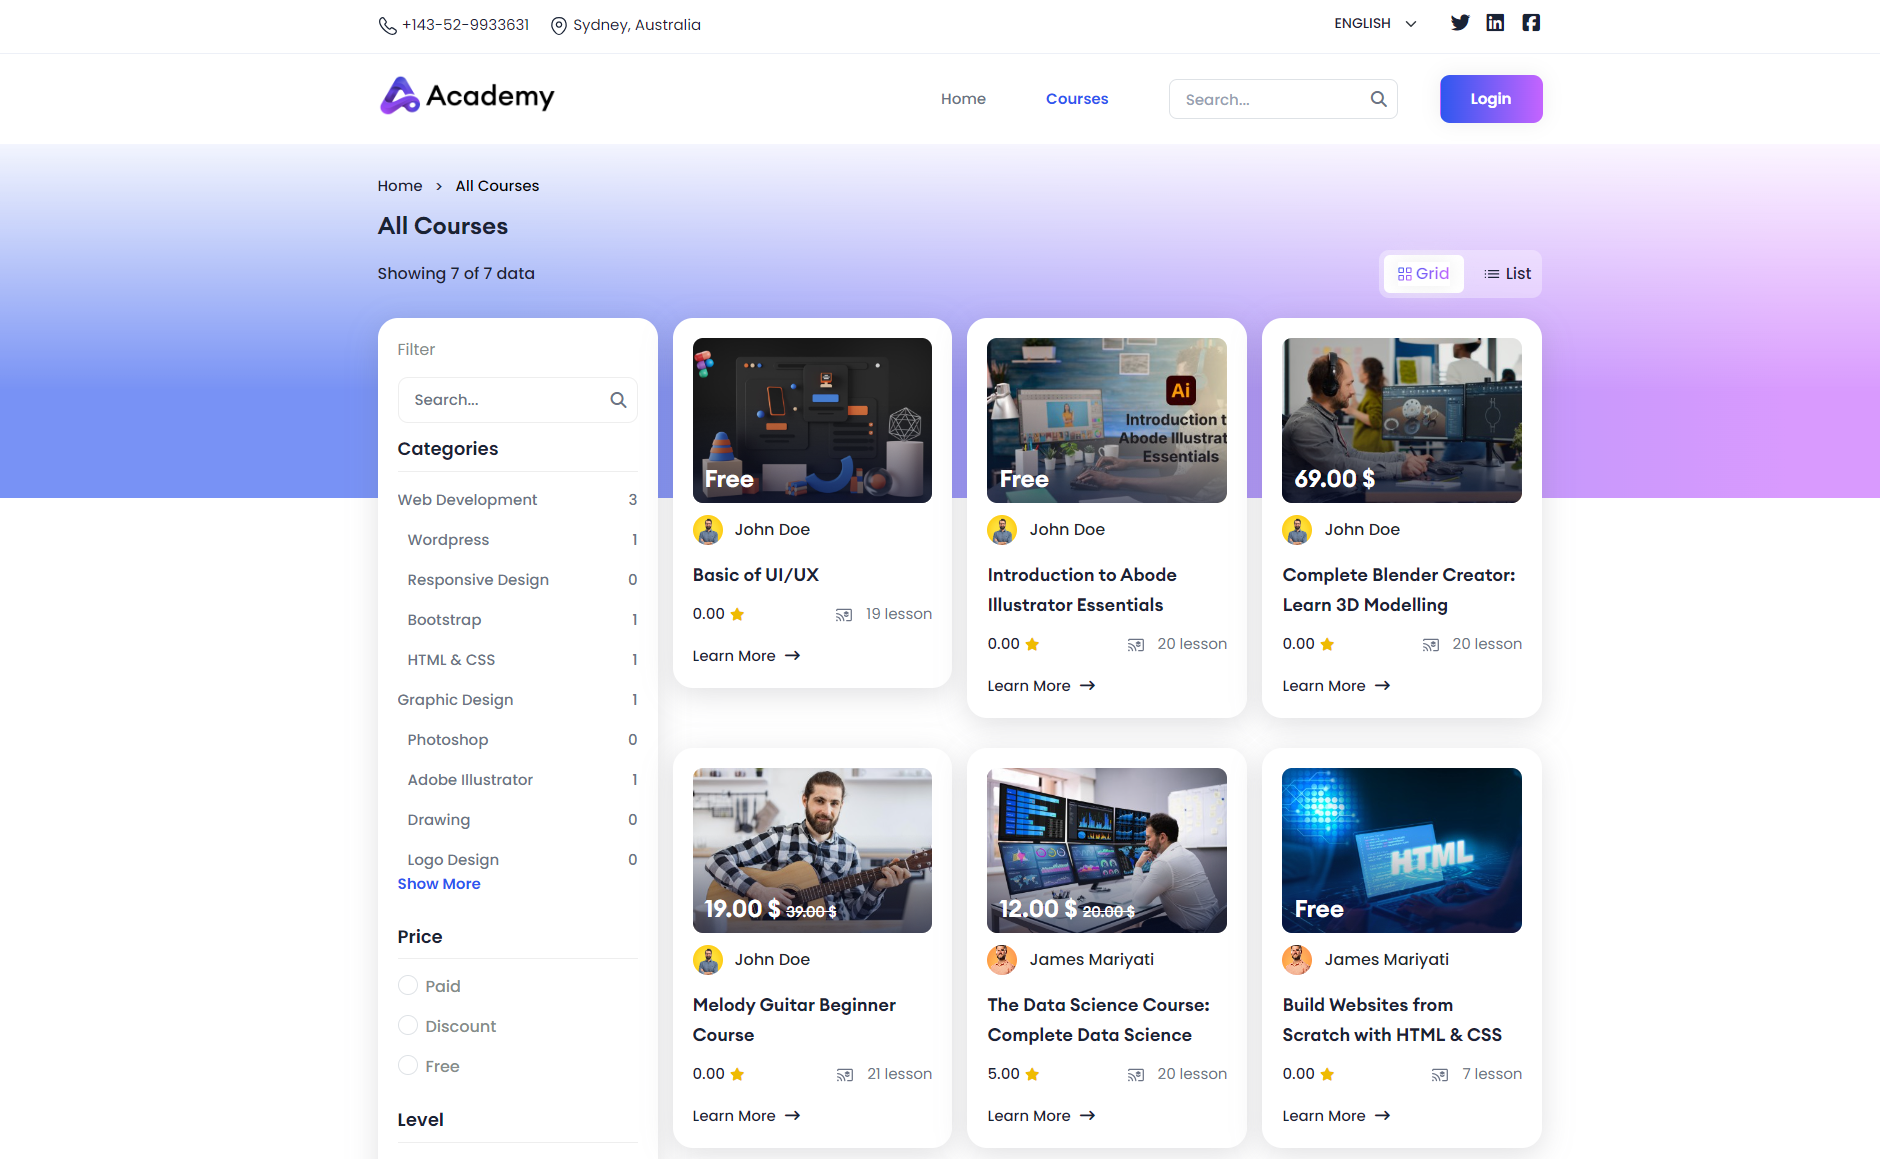 +143-52-9933631
Sydney, Australia
ENGLISH
Academy
Home
Courses
Search...
Login
Home > All Courses
All Courses
Showing 7 of 7 data
Grid
List
Filter
Search...
Categories
Web Development 3
Wordpress 1
Responsive Design 0
Bootstrap 1
HTML & CSS 1
Graphic Design 1
Photoshop 0
Adobe Illustrator 1
Drawing 0
Logo Design 0
Show More
Price
Paid
Discount
Free
Level
Free
John Doe
Basic of UI/UX
0.00
19 lesson
Learn More
Ai
Introduction t
Abode Illustrat
Essentials
Free
John Doe
Introduction to Abode
Illustrator Essentials
0.00
20 lesson
Learn More
69.00 $
John Doe
Complete Blender Creator:
Learn 3D Modelling
0.00
20 lesson
Learn More
19.00 $ 39.00 $
John Doe
Melody Guitar Beginner
Course
0.00
21 lesson
Learn More
12.00 $ 20.00 $
James Mariyati
The Data Science Course:
Complete Data Science
5.00
20 lesson
Learn More
HTML
Free
James Mariyati
Build Websites from
Scratch with HTML & CSS
0.00
7 lesson
Learn More